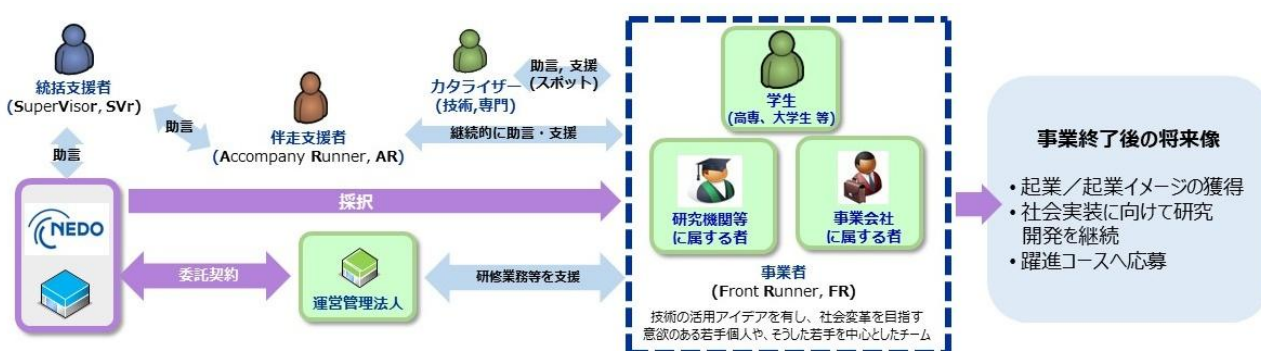 統括支援者
(SuperVisor, SVr)
助言
助言
伴走支援者
(Accompany Runner, AR)
カタライザー
(技術,専門)
助言, 支援
(スポット)
継続的に助言・支援
NEDO
採択
委託契約
運営管理法人
研修業務等を支援
学生
(高専、大学生 等)
研究機関等
に属する者
事業会社
に属する者
事業者
(Front Runner, FR)
技術の活用アイデアを有し、社会変革を目指す
意欲のある若手個人や、そうした若手を中心としたチーム
事業終了後の将来像
・起業／起業イメージの獲得
・社会実装に向けて研究
開発を継続
・躍進コースへ応募